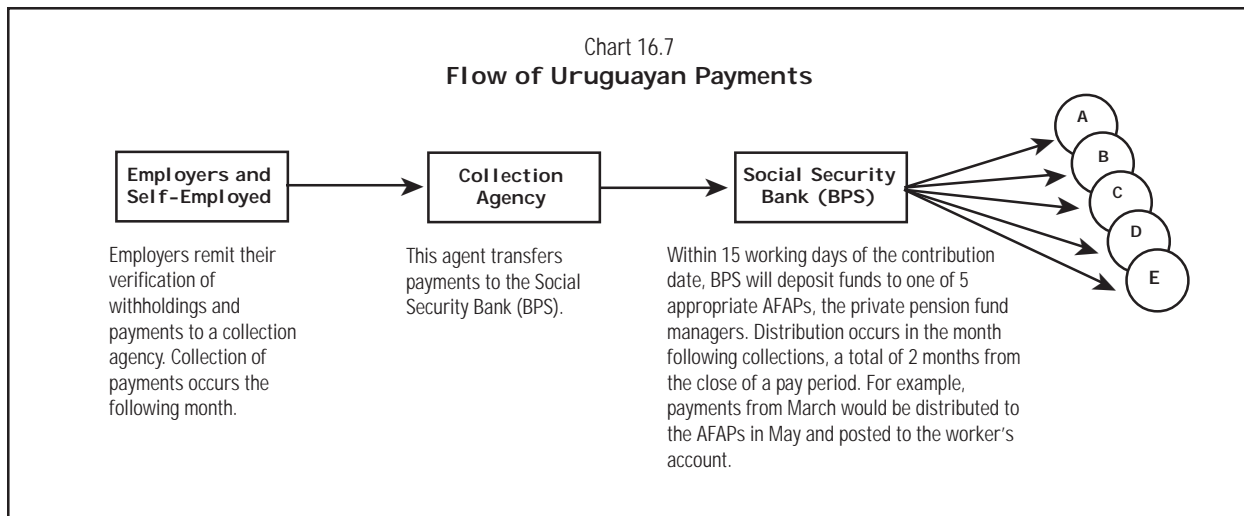 Chart 16.7
Flow of Uruguayan Payments
Employers and
Self-Employed
Collection
Agency
Social Security
Bank (BPS)
A
B
C
D
E
Employers remit their
verification of
withholdings and
payments to a collection
agency. Collection of
payments occurs the
following month.
This agent transfers
payments to the Social
Security Bank (BPS).
Within 15 working days of the contribution
date, BPS will deposit funds to one of 5
appropriate AFAPs, the private pension fund
managers. Distribution occurs in the month
following collections, a total of 2 months from
the close of a pay period. For example,
payments from March would be distributed to
the AFAPs in May and posted to the worker's
account.